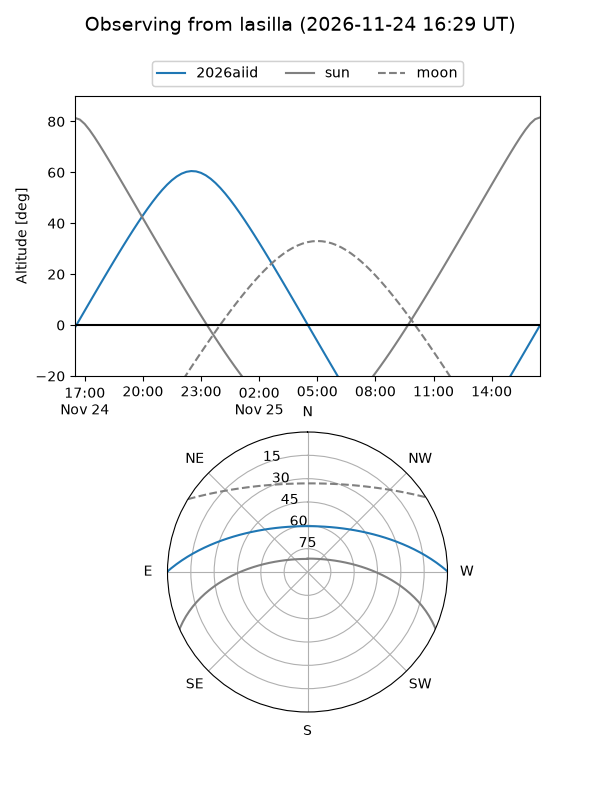 Observing from lasilla (2026-11-24 16:29 UT)
2026aiid sun moon
80
60
40
20
0
−20
Altitude [deg]
17:00 20:00 23:00 02:00 05:00 08:00 11:00 14:00
Nov 24 Nov 25
N
NE NW
15
30
45
60
75
E W
SE SW
S